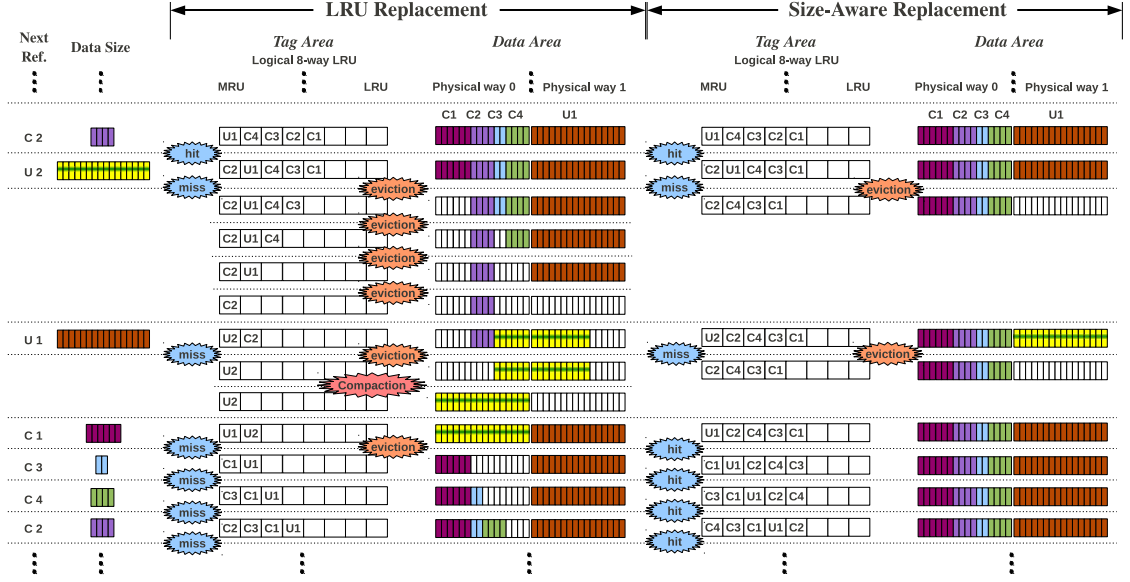 LRU Replacement Size-Aware Replacement
Next Ref. Data Size Tag Area Data Area Tag Area Data Area
Logical 8-way LRU Logical 8-way LRU
MRU LRU Physical way 0 Physical way 1 MRU LRU Physical way 0 Physical way 1
C1 C2 C3 C4 U1 C1 C2 C3 C4 U1
C 2 U1 C4 C3 C2 C1 U1 C4 C3 C2 C1
hit hit
U 2 C2 U1 C4 C3 C1 C2 U1 C4 C3 C1
miss eviction miss eviction
C2 U1 C4 C3 C2 C4 C3 C1
eviction
C2 U1 C4
eviction
C2 U1
eviction
C2
U 1 U2 C2 U2 C2 C4 C3 C1
miss eviction miss eviction
U2 C2 C4 C3 C1
Compaction
U2
C 1 U1 U2 U1 C2 C4 C3 C1
miss eviction hit
C 3 C1 U1 C1 U1 C2 C4 C3
miss hit
C 4 C3 C1 U1 C3 C1 U1 C2 C4
miss hit
C 2 C2 C3 C1 U1 C4 C3 C1 U1 C2
miss hit